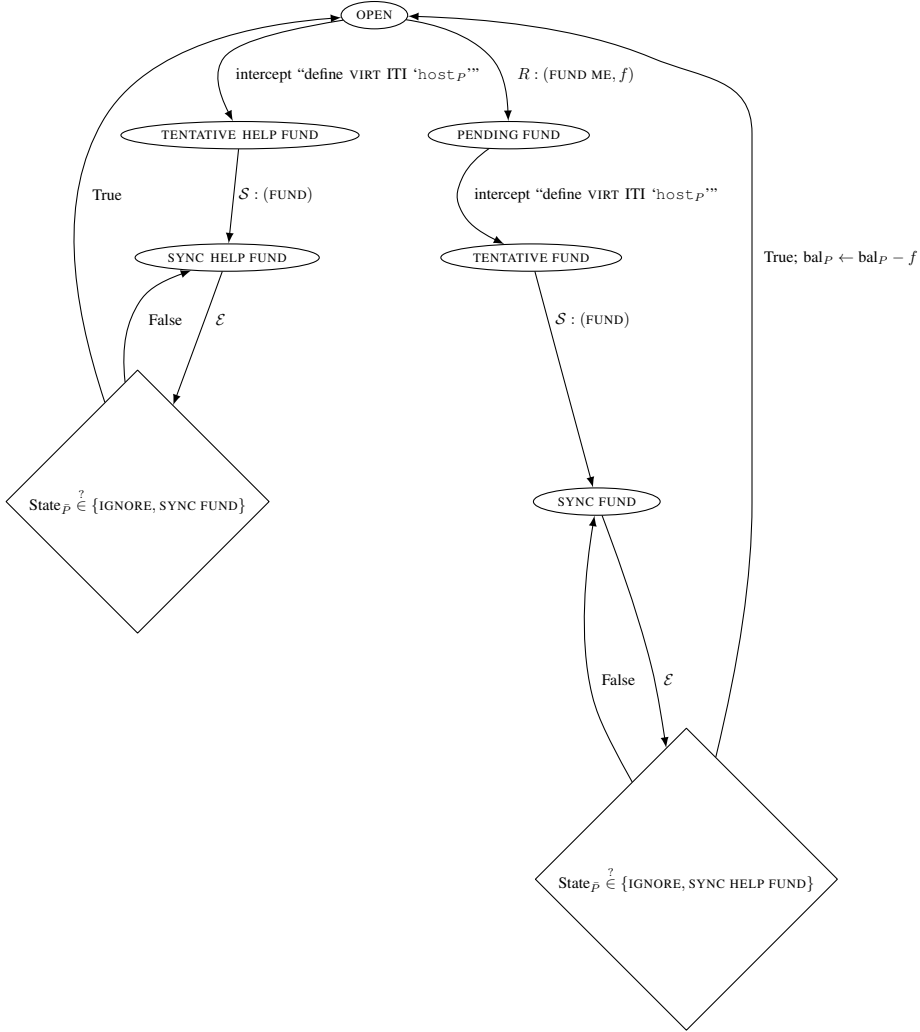 OPEN
intercept “define VIRT ITI ‘host_P’”
R : (FUND ME, f)
TENTATIVE HELP FUND
PENDING FUND
True
S : (FUND)
intercept “define VIRT ITI ‘host_P’”
SYNC HELP FUND
TENTATIVE FUND
True; bal_P ← bal_P − f
False
ℰ
S : (FUND)
State_P̄ ∈? {IGNORE, SYNC FUND}
SYNC FUND
False
ℰ
State_P̄ ∈? {IGNORE, SYNC HELP FUND}